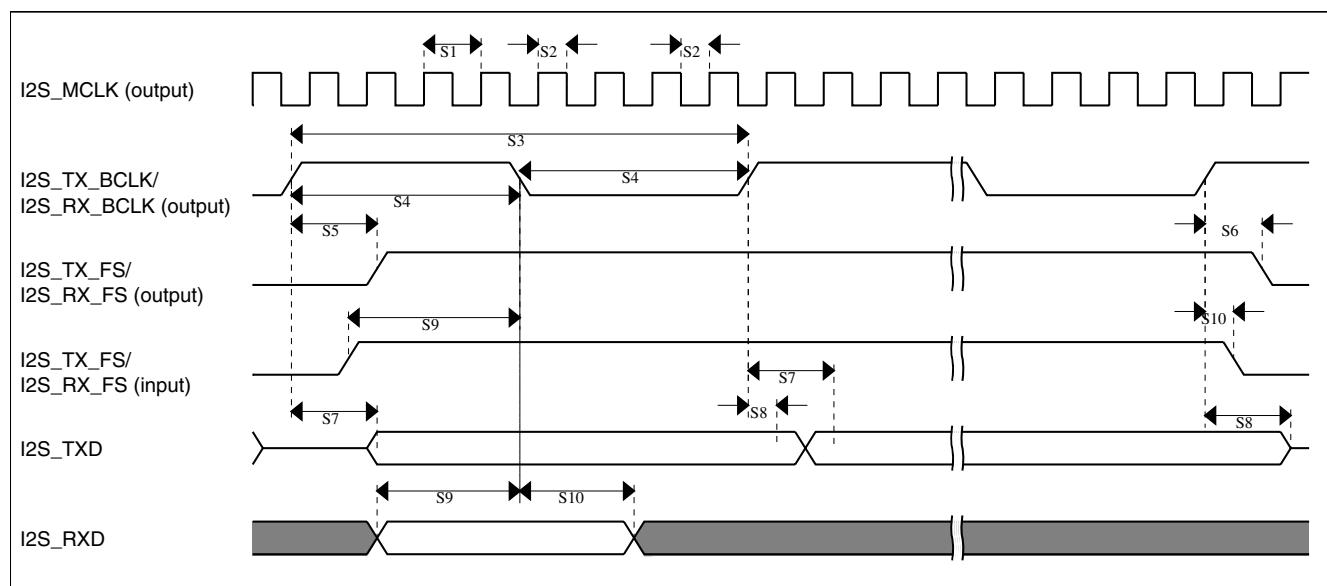 S1
S2
S2
I2S_MCLK (output)
S3
I2S_TX_BCLK/
I2S_RX_BCLK (output)
S4
S4
S5
S6
I2S_TX_FS/
I2S_RX_FS (output)
S9
S10
I2S_TX_FS/
I2S_RX_FS (input)
S7
S7
S8
S8
I2S_TXD
S9
S10
I2S_RXD